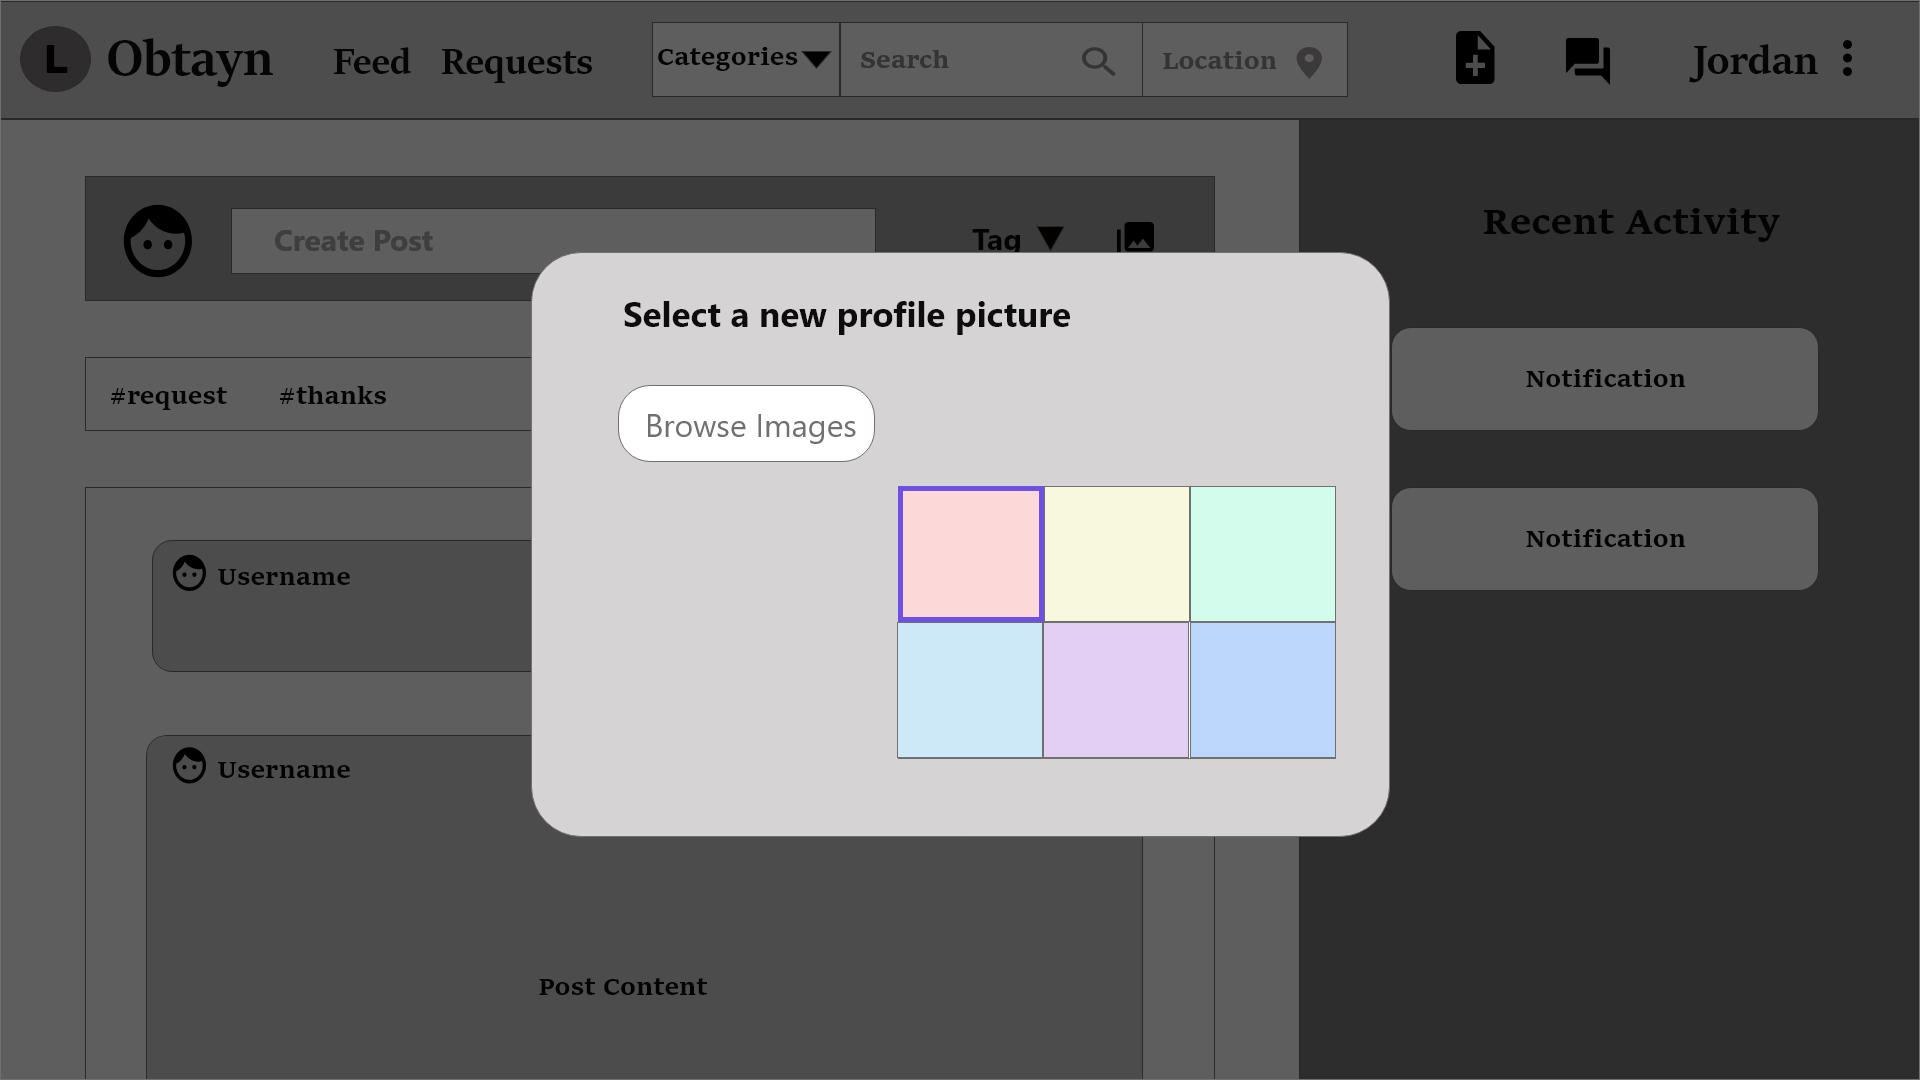 L Obtayn Feed Requests Categories Search Location Jordan
Create Post Tag
Recent Activity
Select a new profile picture
#request #thanks
Browse Images
Notification
Notification
Username
Username
Post Content